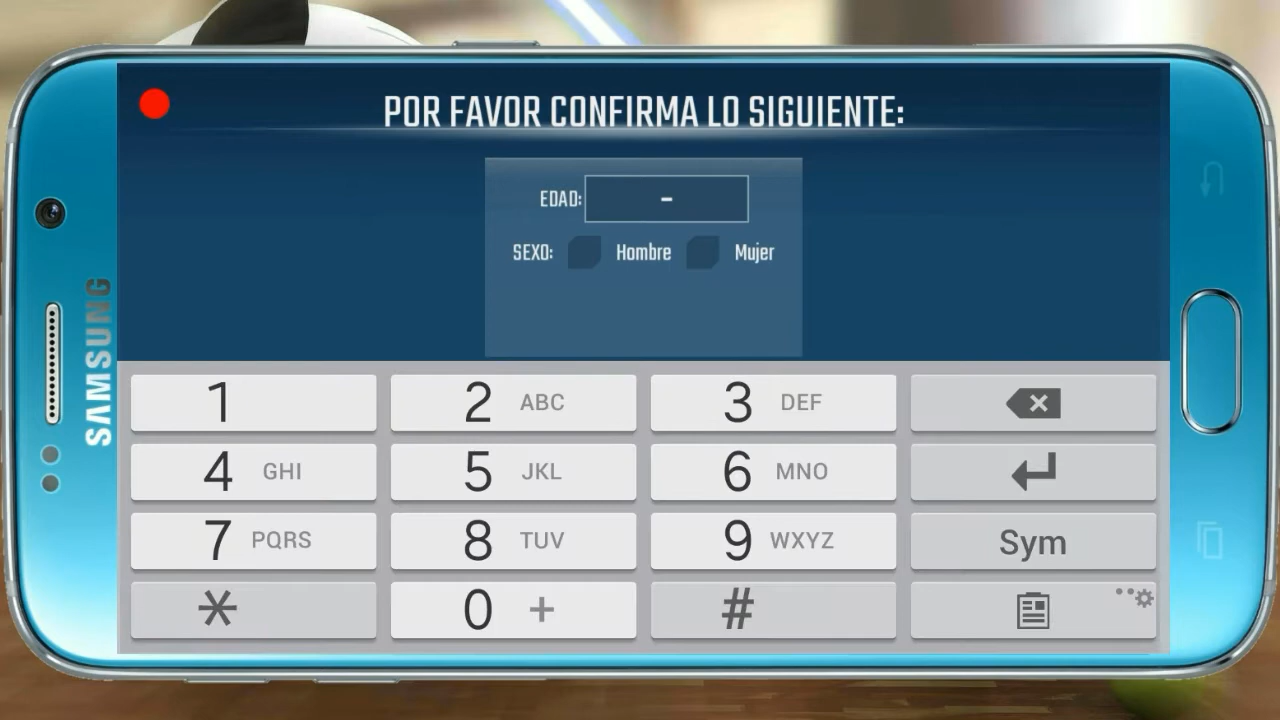 POR FAVOR CONFIRMA LO SIGUIENTE:
EDAD: -
SEXO: Hombre Mujer
SAMSUNG
1 2 ABC 3 DEF
4 GHI 5 JKL 6 MNO
7 PQRS 8 TUV 9 WXYZ Sym
* 0 + #